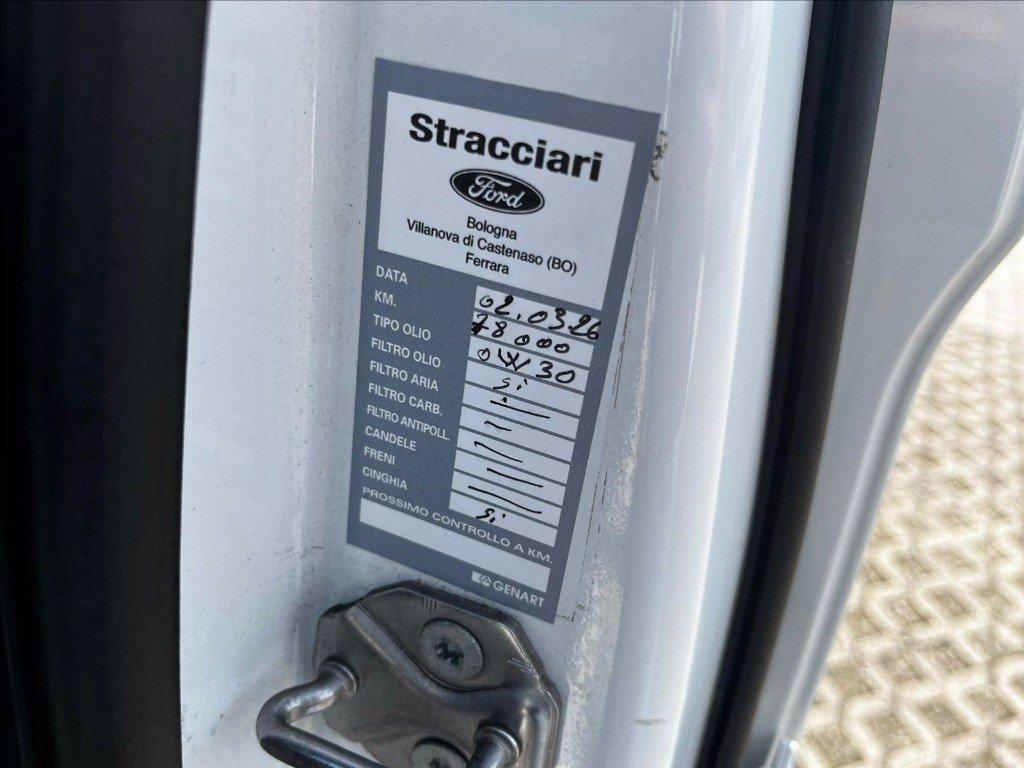 Stracciari
Ford
Bologna
Villanova di Castenaso (BO)
Ferrara
DATA 02.03.26
KM. 78000
TIPO OLIO 0W30
FILTRO OLIO si
FILTRO ARIA
FILTRO CARB.
FILTRO ANTIPOLL.
CANDELE
FRENI
CINGHIA si
PROSSIMO CONTROLLO A KM.
GENART